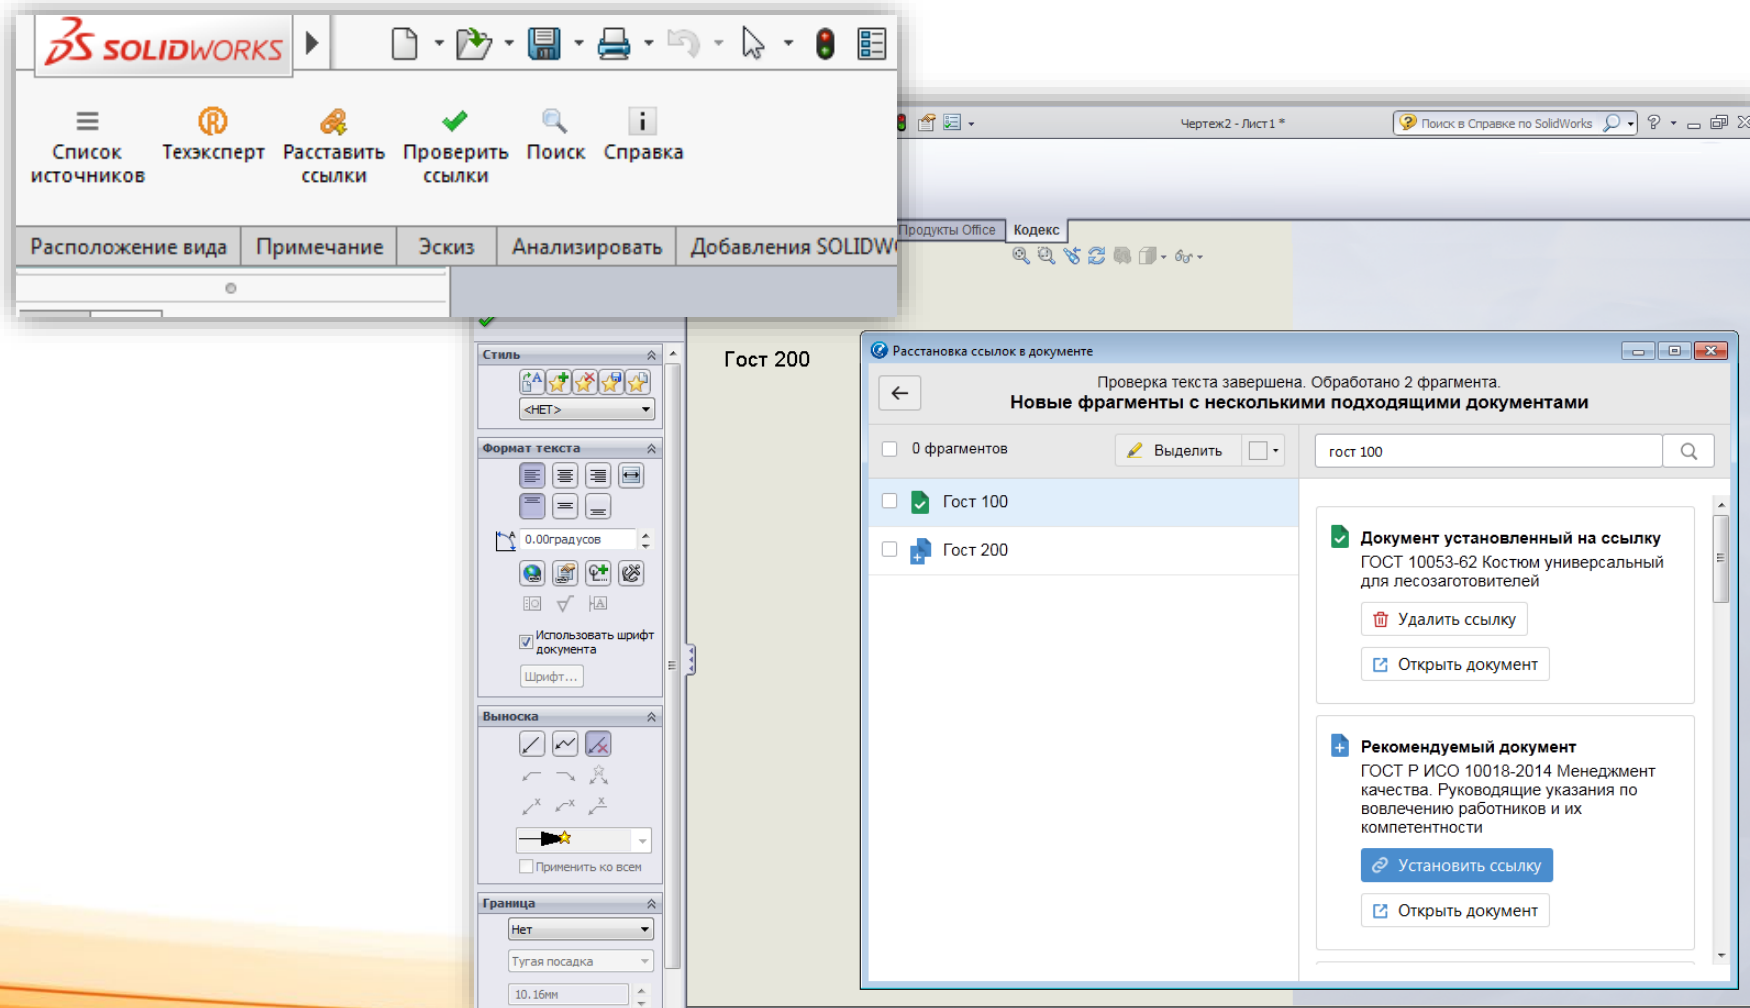 SOLIDWORKS
Список источников
Техэксперт
Расставить ссылки
Проверить ссылки
Поиск
Справка
Расположение вида
Примечание
Эскиз
Анализировать
Добавления SOLIDW
Чертеж2 - Лист1 *
Поиск в Справке по SolidWorks
Продукты Office
Кодекс
Стиль
<НЕТ>
Формат текста
0.00градусов
Использовать шрифт
документа
Шрифт...
Выноска
Применить ко всем
Граница
Нет
Тугая посадка
10.16мм
Гост 200
Расстановка ссылок в документе
Проверка текста завершена. Обработано 2 фрагмента.
Новые фрагменты с несколькими подходящими документами
0 фрагментов
Выделить
гост 100
Гост 100
Гост 200
Документ установленный на ссылку
ГОСТ 10053-62 Костюм универсальный
для лесозаготовителей
Удалить ссылку
Открыть документ
Рекомендуемый документ
ГОСТ Р ИСО 10018-2014 Менеджмент
качества. Руководящие указания по
вовлечению работников и их
компетентности
Установить ссылку
Открыть документ